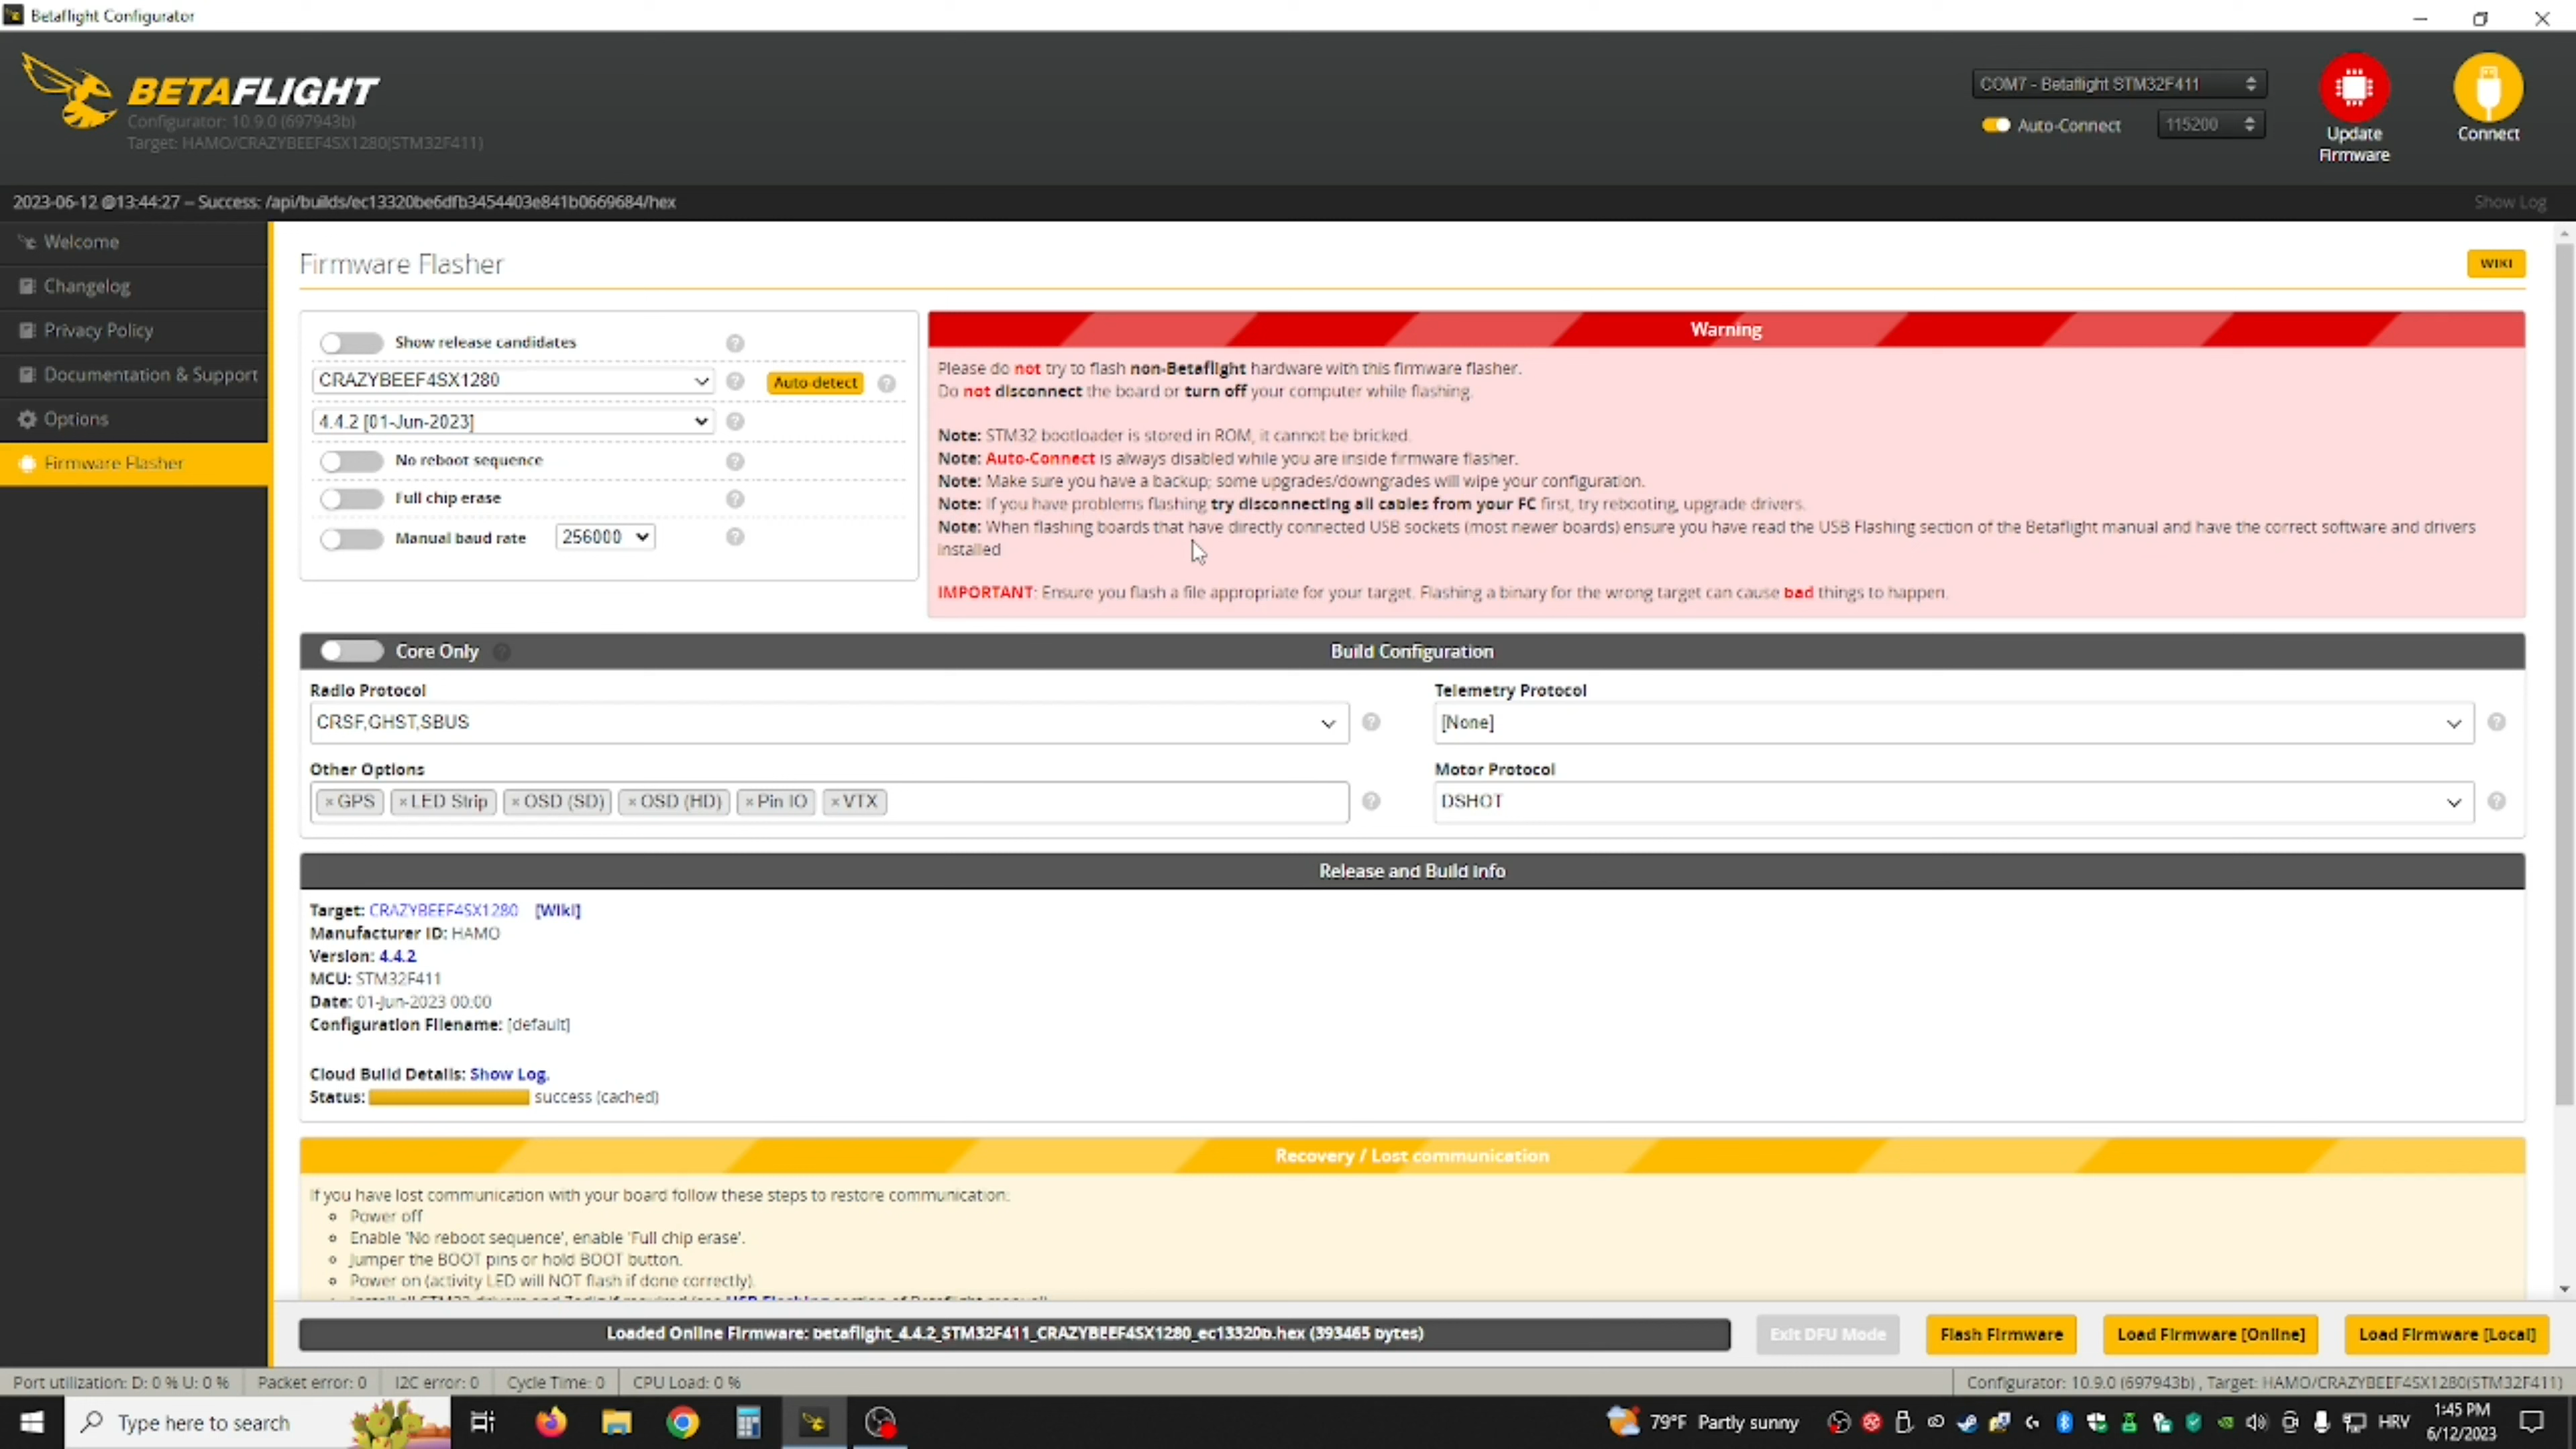 Betaflight Configurator
BETAFLIGHT
Configurator: 10.9.0 (697943b)
Target: HAMO/CRAZYBEEF4SX1280(STM32F411)
COM7 - Betaflight STM32F411
Auto-Connect
115200
Update Firmware
Connect
2023-06-12 @13:44:27 -- Success: /api/builds/ec13320be6dfb3454403e841b0669684/hex
Show Log
Welcome
Changelog
Privacy Policy
Documentation & Support
Options
Firmware Flasher
Firmware Flasher
WIKI
Show release candidates
CRAZYBEEF4SX1280
Auto-detect
4.4.2 [01-Jun-2023]
No reboot sequence
Full chip erase
Manual baud rate
256000
Warning
Please do not try to flash non-Betaflight hardware with this firmware flasher.
Do not disconnect the board or turn off your computer while flashing.
Note: STM32 bootloader is stored in ROM, it cannot be bricked.
Note: Auto-Connect is always disabled while you are inside firmware flasher.
Note: Make sure you have a backup; some upgrades/downgrades will wipe your configuration.
Note: If you have problems flashing try disconnecting all cables from your FC first, try rebooting, upgrade drivers.
Note: When flashing boards that have directly connected USB sockets (most newer boards) ensure you have read the USB Flashing section of the Betaflight manual and have the correct software and drivers
installed
IMPORTANT: Ensure you flash a file appropriate for your target. Flashing a binary for the wrong target can cause bad things to happen.
Core Only
Build Configuration
Radio Protocol
CRSF,GHST,SBUS
Telemetry Protocol
[None]
Other Options
× GPS × LED Strip × OSD (SD) × OSD (HD) × Pin IO × VTX
Motor Protocol
DSHOT
Release and Build info
Target: CRAZYBEEF4SX1280 [Wiki]
Manufacturer ID: HAMO
Version: 4.4.2
MCU: STM32F411
Date: 01-Jun-2023 00:00
Configuration Filename: [default]
Cloud Build Details: Show Log.
Status: success (cached)
Recovery / Lost communication
If you have lost communication with your board follow these steps to restore communication:
Power off
Enable 'No reboot sequence', enable 'Full chip erase'.
Jumper the BOOT pins or hold BOOT button.
Power on (activity LED will NOT flash if done correctly).
Install all STM32 drivers and Zadig if required (see USB Flashing section of Betaflight manual).
Loaded Online Firmware: betaflight_4.4.2_STM32F411_CRAZYBEEF4SX1280_ec13320b.hex (393465 bytes)
Exit DFU Mode
Flash Firmware
Load Firmware [Online]
Load Firmware [Local]
Port utilization: D: 0 % U: 0 %
Packet error: 0
I2C error: 0
Cycle Time: 0
CPU Load: 0 %
Configurator: 10.9.0 (697943b) , Target: HAMO/CRAZYBEEF4SX1280(STM32F411)
Type here to search
79°F Partly sunny
HRV
1:45 PM
6/12/2023